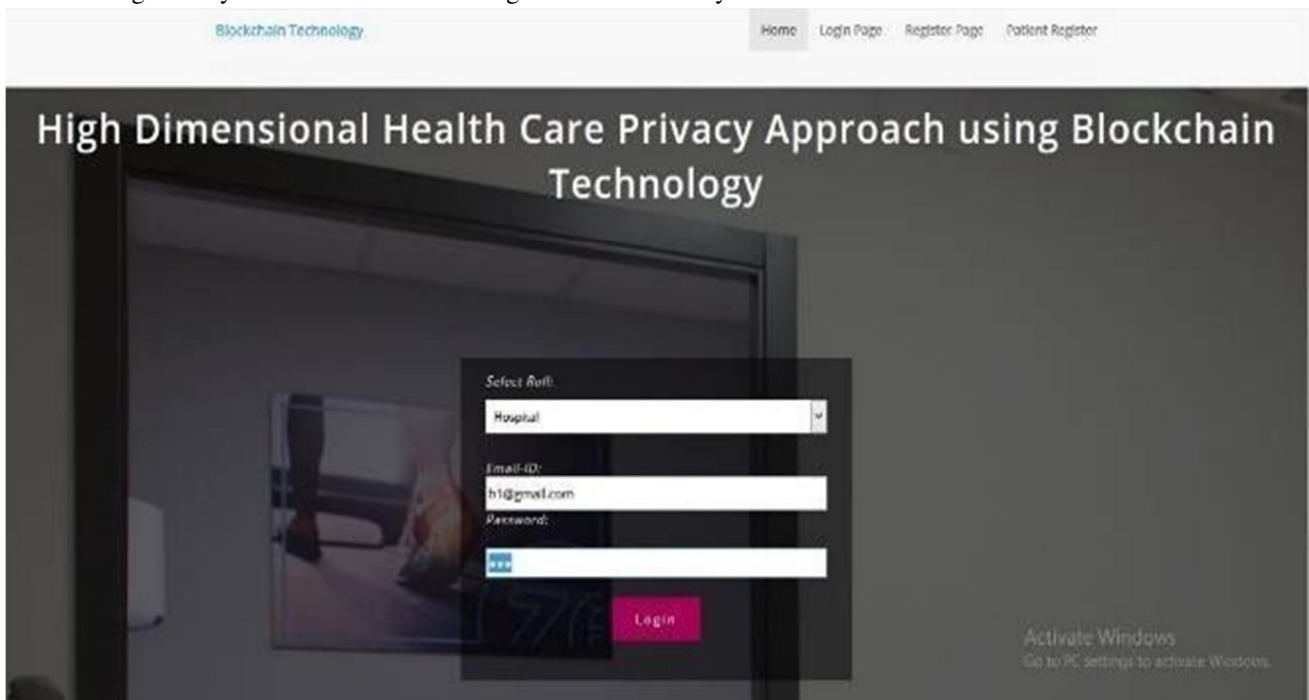 Blockchain Technology
Home Login Page Register Page Patient Register
High Dimensional Health Care Privacy Approach using Blockchain
Technology
Select Roll:
Hospital
Email-ID:
h1@gmail.com
Password:
•••
Login
Activate Windows
Go to PC settings to activate Windows.